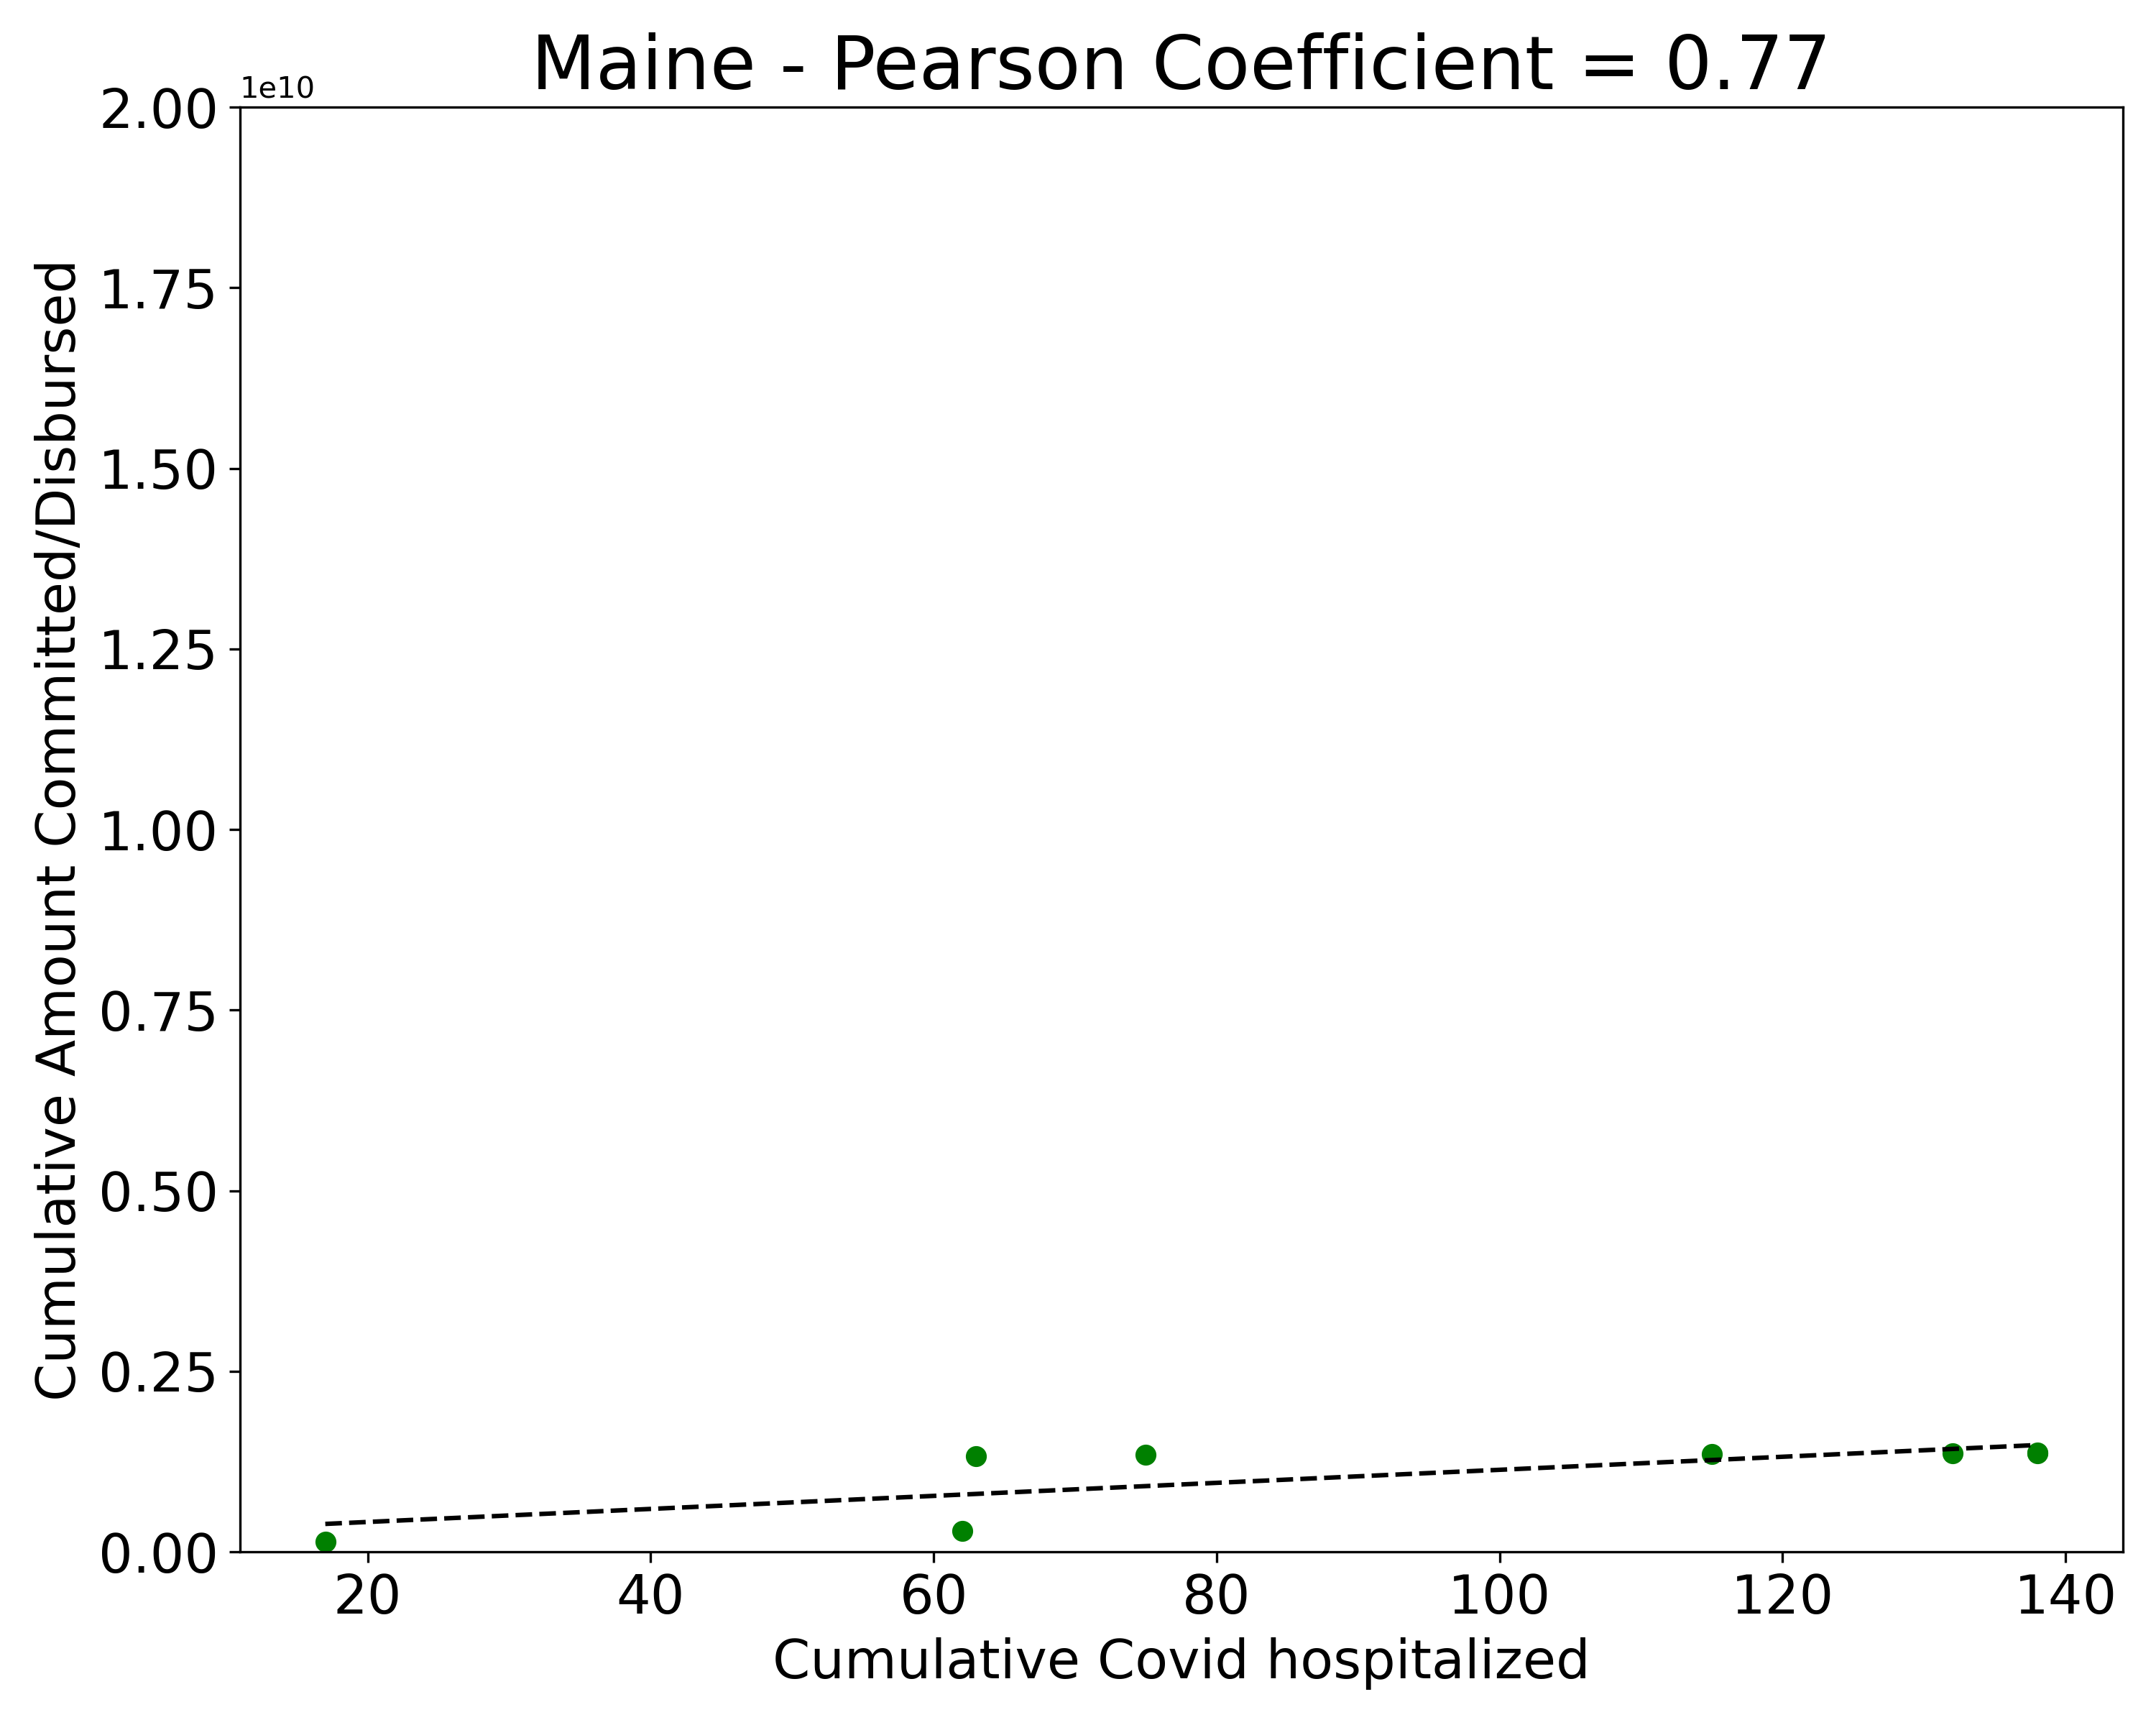 Maine - Pearson Coefficient = 0.77
1e10
2.00
1.75
1.50
1.25
1.00
0.75
0.50
0.25
0.00
Cumulative Amount Committed/Disbursed
20 40 60 80 100 120 140
Cumulative Covid hospitalized